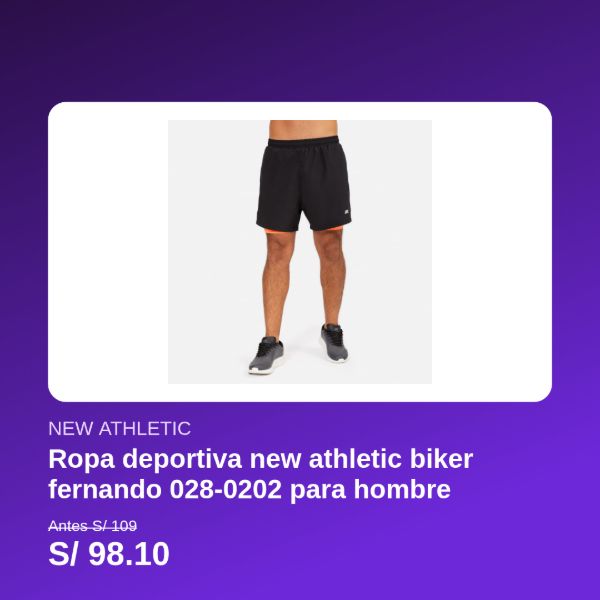 NEW ATHLETIC
Ropa deportiva new athletic biker
fernando 028-0202 para hombre
Antes S/ 109
S/ 98.10